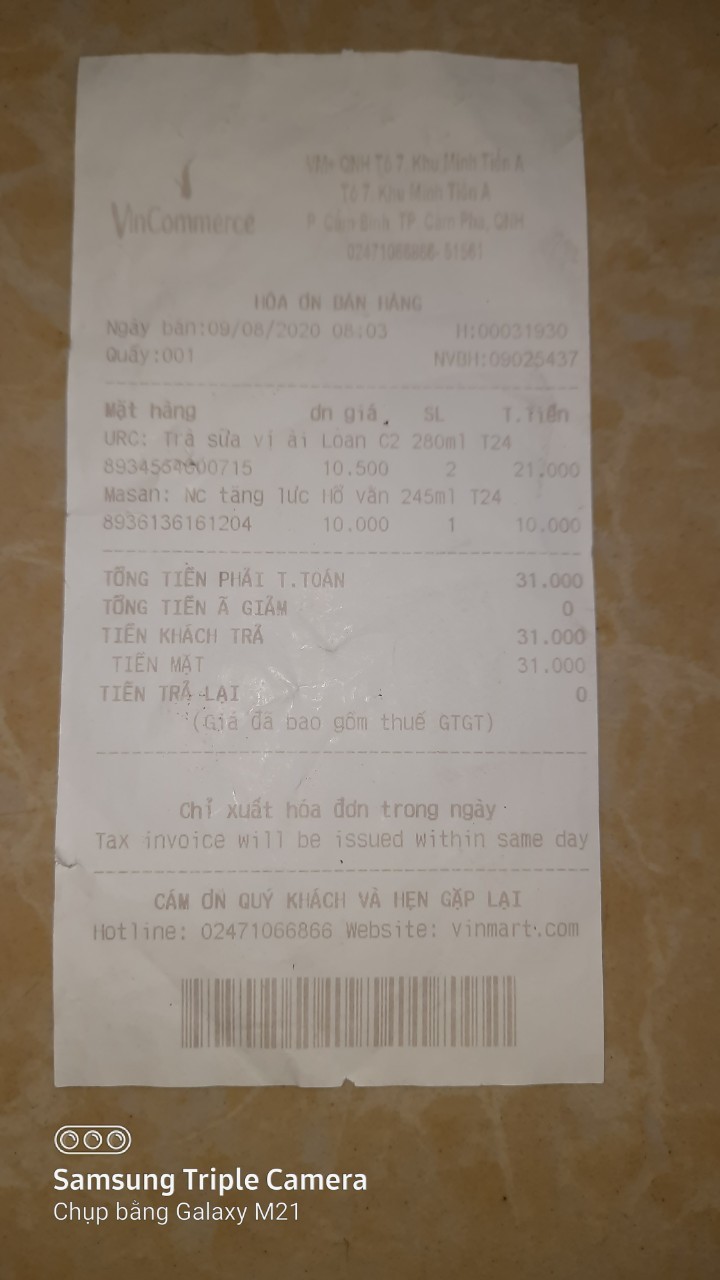 VinCommerce
VM+ QNH Tổ 7, Khu Minh Tiến A
Tổ 7, Khu Minh Tiến A
P. Cẩm Bình, TP. Cẩm Phả, QNH
02471066866-
HÓA ƠN BÁN HÀNG
Ngày bán:09/08/2020 08:03 H:00031930
Quầy:001 NVBH:09025437
Mặt hàng ơn giá SL T.Tiền
URC: Trà sữa vị ài Loan C2 280ml T24
10.500 2 21.000
Masan: Nc tăng lực Hổ vằn 245ml T24
8936136161204 10.000 1 10.000
TỔNG TIỀN PHẢI T.TOÁN 31.000
TỔNG TIỀN Ã GIẢM 0
TIỀN KHÁCH TRẢ 31.000
TIỀN MẶT 31.000
TIỀN TRẢ LẠI 0
(Giá đã bao gồm thuế GTGT)
Chỉ xuất hóa đơn trong ngày
Tax invoice will be issued within same day
CÁM ƠN QUÝ KHÁCH VÀ HẸN GẶP LẠI
Hotline: 02471066866 Website: vinmart.com
Samsung Triple Camera
Chụp bằng Galaxy M21